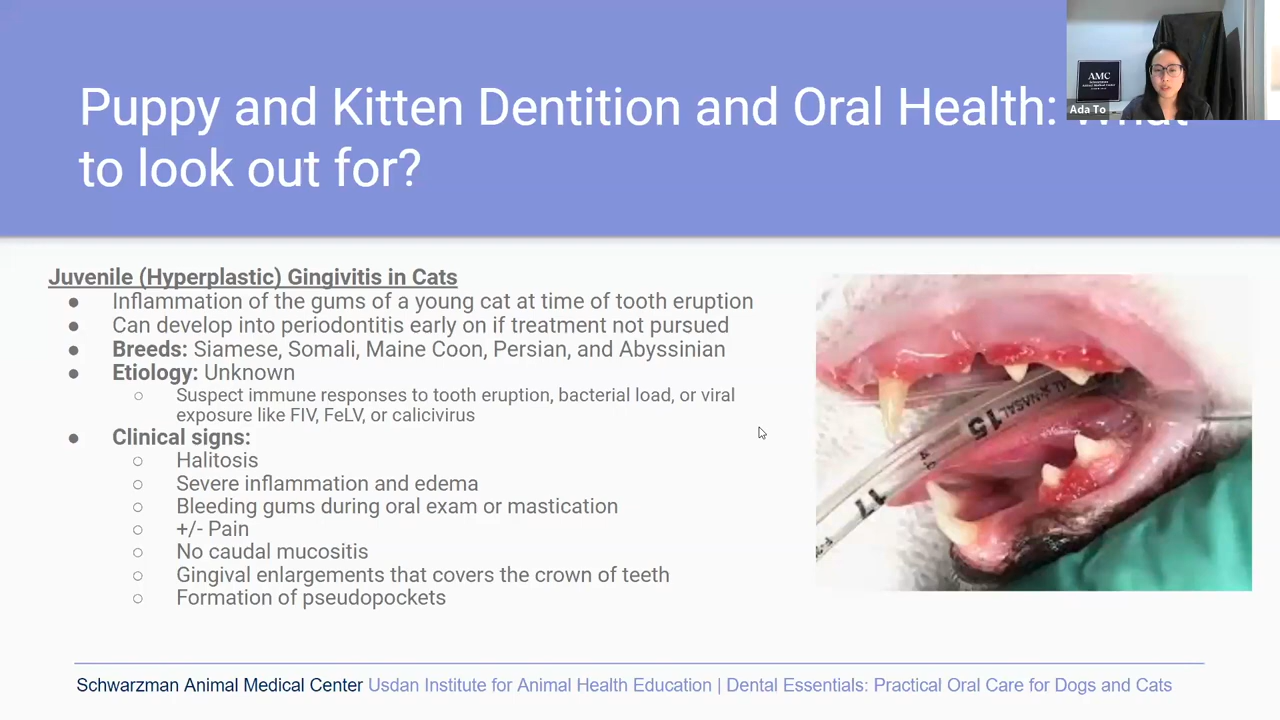 Puppy and Kitten Dentition and Oral Health: What
to look out for?
AMC
Ada To
Juvenile (Hyperplastic) Gingivitis in Cats
● Inflammation of the gums of a young cat at time of tooth eruption
● Can develop into periodontitis early on if treatment not pursued
● Breeds: Siamese, Somali, Maine Coon, Persian, and Abyssinian
● Etiology: Unknown
○ Suspect immune responses to tooth eruption, bacterial load, or viral
exposure like FIV, FeLV, or calicivirus
● Clinical signs:
○ Halitosis
○ Severe inflammation and edema
○ Bleeding gums during oral exam or mastication
○ +/- Pain
○ No caudal mucositis
○ Gingival enlargements that covers the crown of teeth
○ Formation of pseudopockets
15
17
Schwarzman Animal Medical Center Usdan Institute for Animal Health Education | Dental Essentials: Practical Oral Care for Dogs and Cats